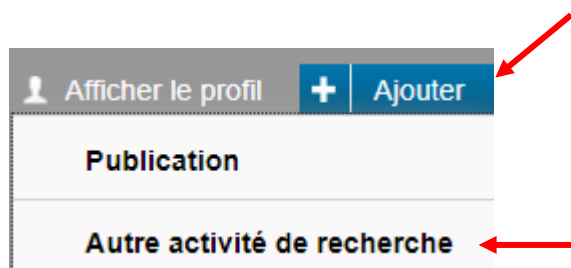 Afficher le profil + Ajouter
Publication
Autre activité de recherche